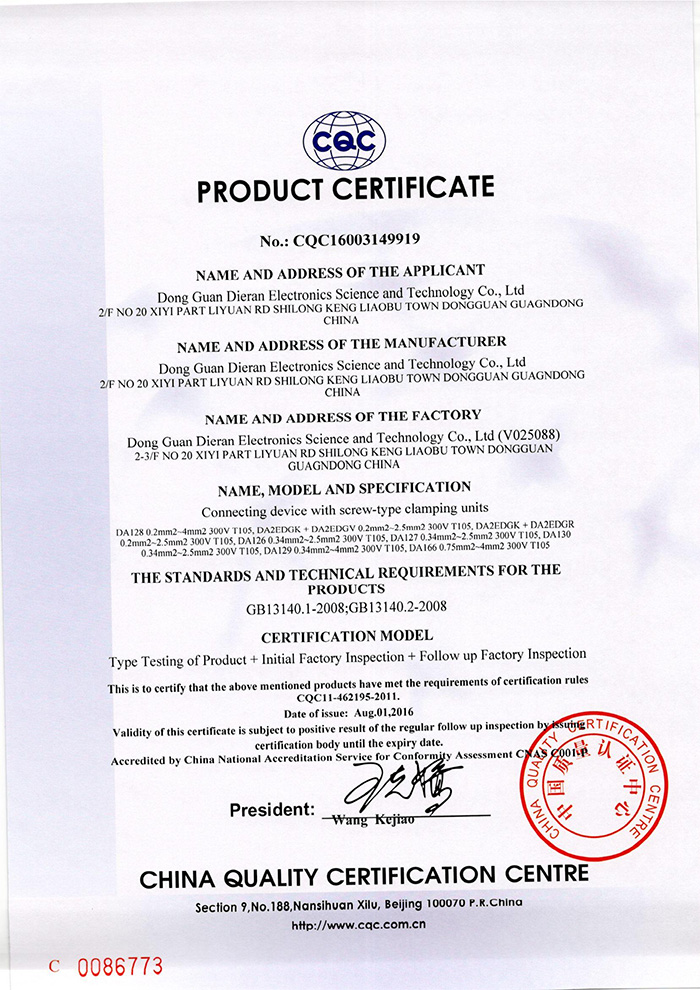 CQC
PRODUCT CERTIFICATE
No.: CQC16003149919
NAME AND ADDRESS OF THE APPLICANT
Dong Guan Dieran Electronics Science and Technology Co., Ltd
2/F NO 20 XIYI PART LIYUAN RD SHILONG KENG LIAOBU TOWN DONGGUAN GUAGNDONG
CHINA
NAME AND ADDRESS OF THE MANUFACTURER
Dong Guan Dieran Electronics Science and Technology Co., Ltd
2/F NO 20 XIYI PART LIYUAN RD SHILONG KENG LIAOBU TOWN DONGGUAN GUAGNDONG
CHINA
NAME AND ADDRESS OF THE FACTORY
Dong Guan Dieran Electronics Science and Technology Co., Ltd (V025088)
2-3/F NO 20 XIYI PART LIYUAN RD SHILONG KENG LIAOBU TOWN DONGGUAN
GUAGNDONG CHINA
NAME, MODEL AND SPECIFICATION
Connecting device with screw-type clamping units
DA128 0.2mm2~4mm2 300V T105, DA2EDGK + DA2EDGV 0.2mm2~2.5mm2 300V T105, DA2EDGK + DA2EDGR
0.2mm2~2.5mm2 300V T105, DA126 0.34mm2~2.5mm2 300V T105, DA127 0.34mm2~2.5mm2 300V T105, DA130
0.34mm2~2.5mm2 300V T105, DA129 0.34mm2~4mm2 300V T105, DA166 0.75mm2~4mm2 300V T105
THE STANDARDS AND TECHNICAL REQUIREMENTS FOR THE
PRODUCTS
GB13140.1-2008;GB13140.2-2008
CERTIFICATION MODEL
Type Testing of Product + Initial Factory Inspection + Follow up Factory Inspection
This is to certify that the above mentioned products have met the requirements of certification rules
CQC11-462195-2011.
Date of issue: Aug.01,2016
Validity of this certificate is subject to positive result of the regular follow up inspection by issuing
certification body until the expiry date.
Accredited by China National Accreditation Service for Conformity Assessment CNAS C001-P
CHINA QUALITY CERTIFICATION CENTRE
中国质量认证中心
President:
Wang Kejiao
CHINA QUALITY CERTIFICATION CENTRE
Section 9,No.188,Nansihuan Xilu, Beijing 100070 P.R.China
http://www.cqc.com.cn
C 0086773